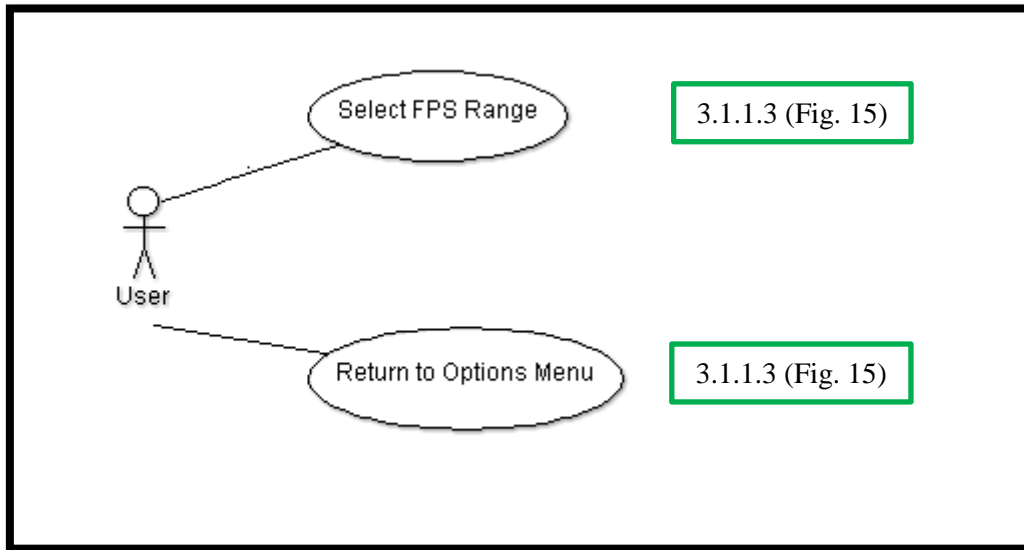 Select FPS Range
3.1.1.3 (Fig. 15)
User
Return to Options Menu
3.1.1.3 (Fig. 15)